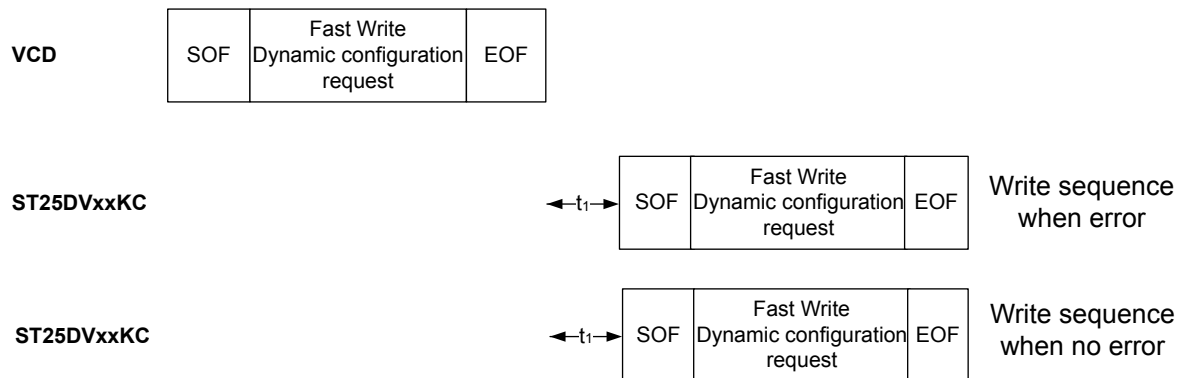 VCD
SOF
Fast Write
Dynamic configuration
request
EOF
ST25DVxxKC
t1
SOF
Fast Write
Dynamic configuration
request
EOF
Write sequence
when error
ST25DVxxKC
t1
SOF
Fast Write
Dynamic configuration
request
EOF
Write sequence
when no error